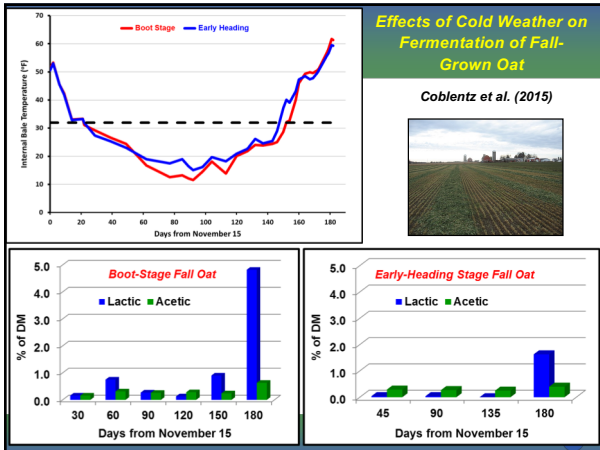 Effects of Cold Weather on
Fermentation of Fall-
Grown Oat
Coblentz et al. (2015)
Internal Bale Temperature (°F)
70
60
50
40
30
20
10
0
Boot Stage
Early Heading
0 20 40 60 80 100 120 140 160 180
Days from November 15
Boot-Stage Fall Oat
Lactic Acetic
% of DM
5.0
4.0
3.0
2.0
1.0
0.0
30 60 90 120 150 180
Days from November 15
Early-Heading Stage Fall Oat
Lactic Acetic
% of DM
5.0
4.0
3.0
2.0
1.0
0.0
45 90 135 180
Days from November 15